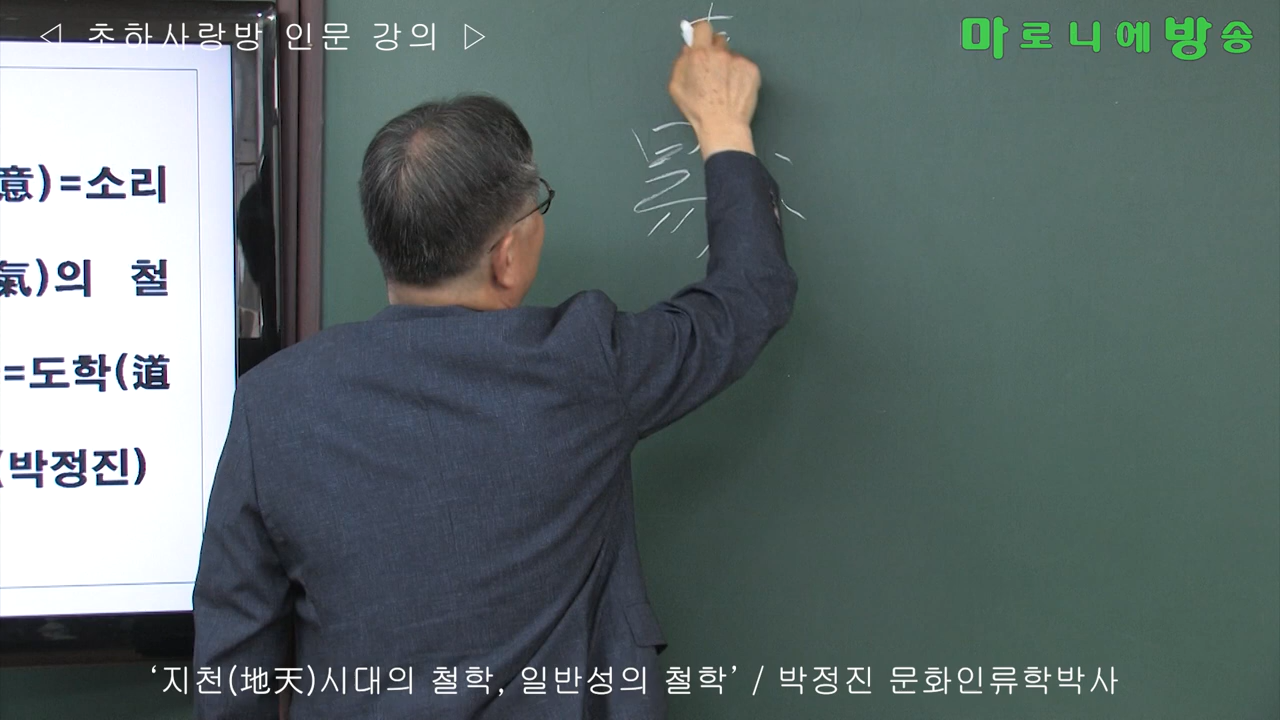 ◁ 초하사랑방 인문 강의 ▷
마로니에방송
意)=소리
氣)의 철
=도학(道
(박정진)
‘지천(地天)시대의 철학, 일반성의 철학’ / 박정진 문화인류학박사